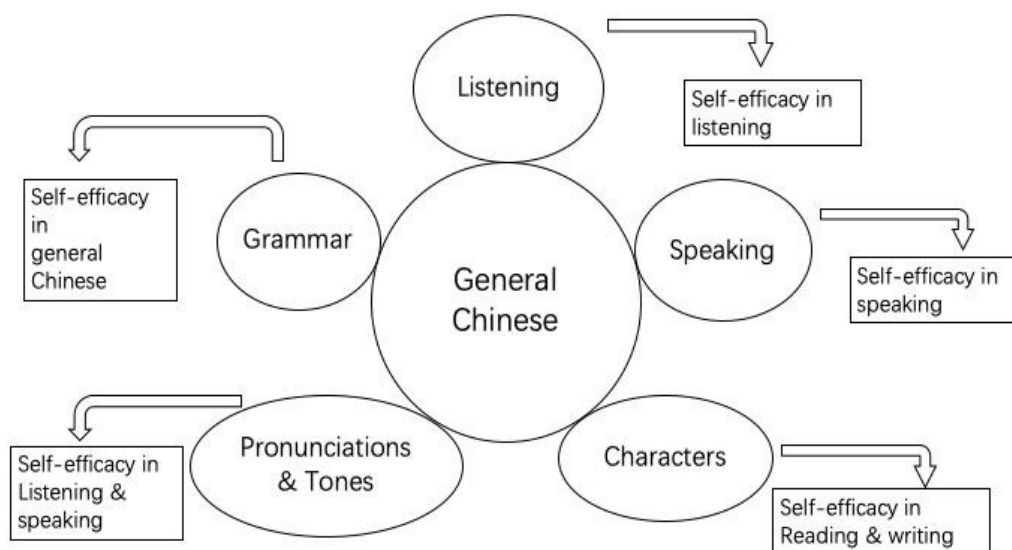 Listening
Self-efficacy in
listening
Grammar
Self-efficacy
in
general
Chinese
Speaking
Self-efficacy in
speaking
General
Chinese
Pronunciations
& Tones
Self-efficacy in
Listening &
speaking
Characters
Self-efficacy in
Reading & writing